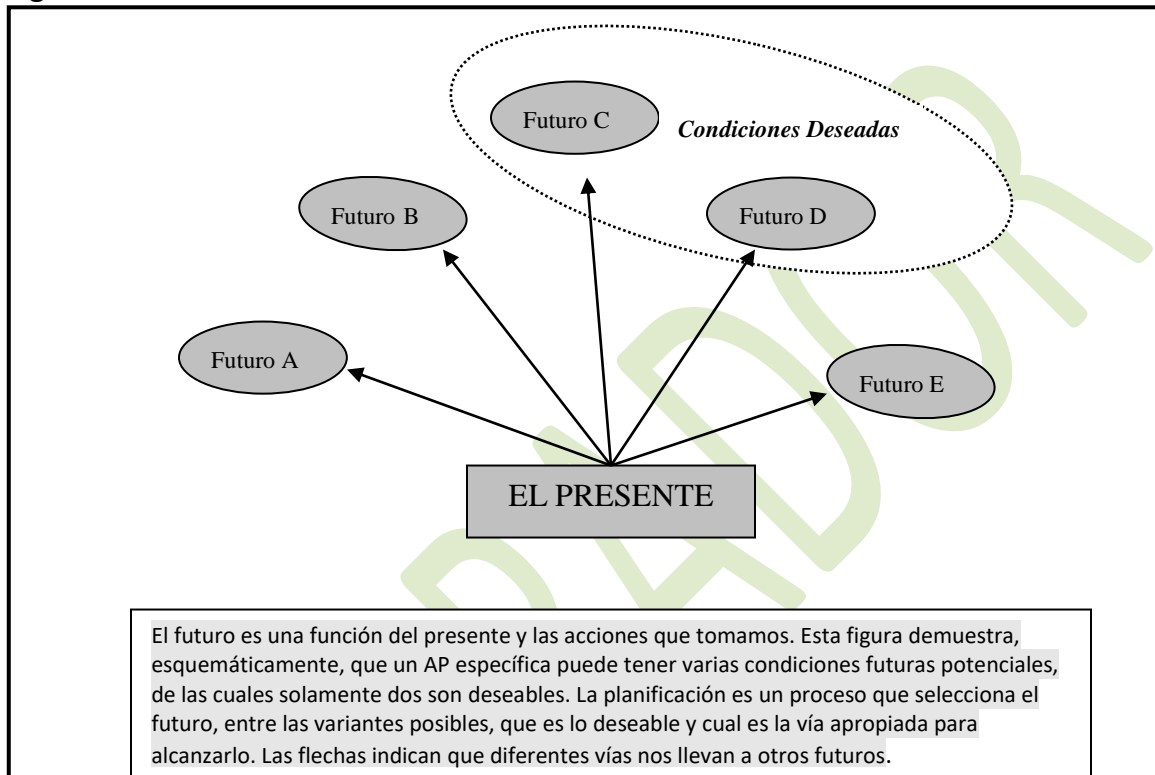 Futuro C
Condiciones Deseadas
Futuro B
Futuro D
Futuro A
Futuro E
EL PRESENTE
El futuro es una función del presente y las acciones que tomamos. Esta figura demuestra,
esquemáticamente, que un AP específica puede tener varias condiciones futuras potenciales,
de las cuales solamente dos son deseables. La planificación es un proceso que selecciona el
futuro, entre las variantes posibles, que es lo deseable y cual es la vía apropiada para
alcanzarlo. Las flechas indican que diferentes vías nos llevan a otros futuros.